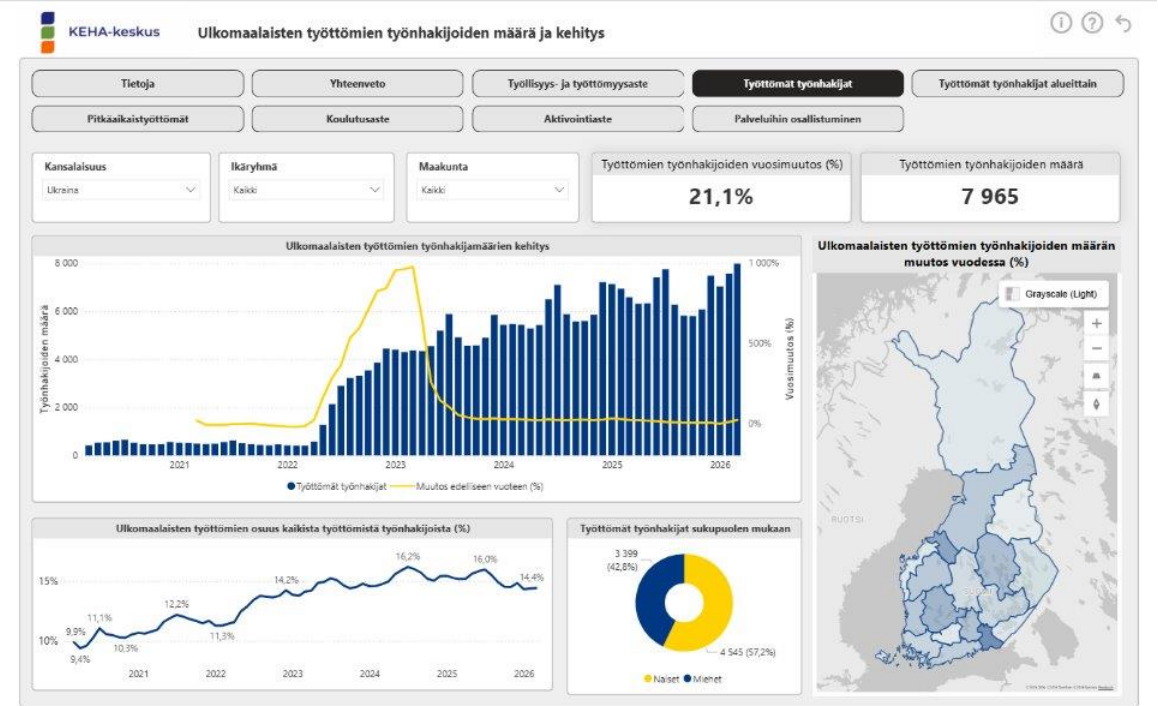 KEHA-keskus
Ulkomaalaisten työttömien työnhakijoiden määrä ja kehitys
Tietoja
Yhteenveto
Työllisyys- ja työttömyysaste
Työttömät työnhakijat
Työttömät työnhakijat alueittain
Pitkäaikaistyöttömät
Koulutusaste
Aktivointiaste
Palveluihin osallistuminen
Kansalaisuus
Ukraina
Ikäryhmä
Kaikki
Maakunta
Kaikki
Työttömien työnhakijoiden vuosimuutos (%)
21,1%
Työttömien työnhakijoiden määrä
7 965
Ulkomaalaisten työttömien työnhakijamäärien kehitys
Työnhakijoiden määrä
8 000
6 000
4 000
2 000
0
1 000%
500%
0%
Vuosimuutos (%)
2021
2022
2023
2024
2025
2026
Työttömät työnhakijat
Muutos edelliseen vuoteen (%)
Ulkomaalaisten työttömien työnhakijoiden määrän
muutos vuodessa (%)
Grayscale (Light)
RUOTSI
Ulkomaalaisten työttömien osuus kaikista työttömistä työnhakijoista (%)
15%
10%
9,9%
9,4%
11,1%
10,3%
12,2%
11,3%
14,2%
16,2%
16,0%
14,4%
2021
2022
2023
2024
2025
2026
Työttömät työnhakijat sukupuolen mukaan
3 399
(42,8%)
4 545 (57,2%)
Naiset
Miehet